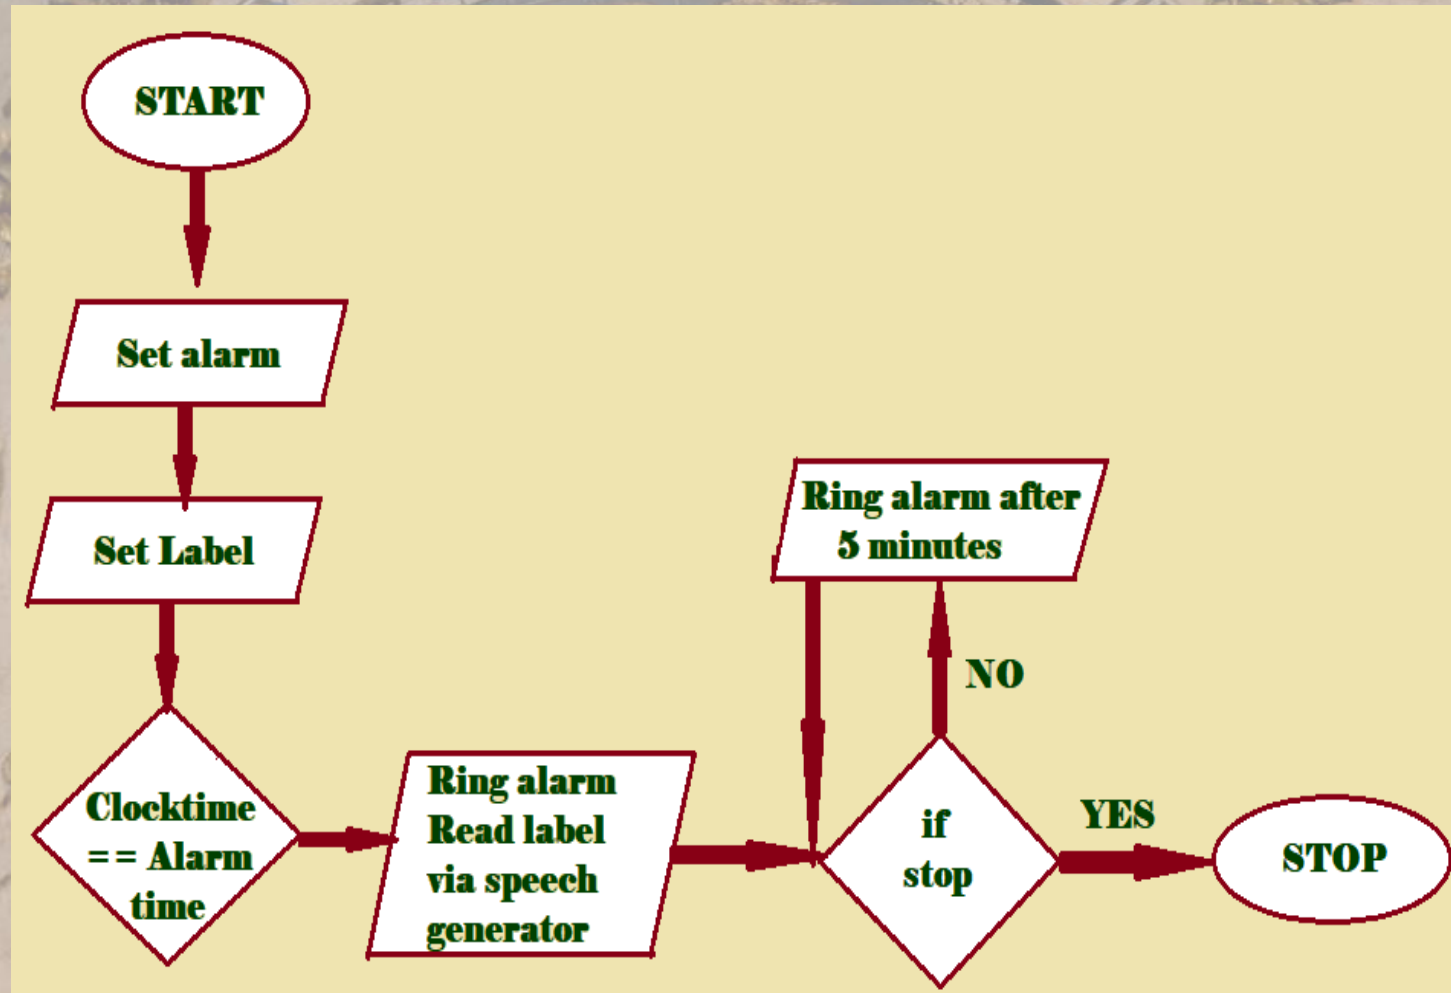 START
Set alarm
Set Label
Clocktime
== Alarm
time
Ring alarm
Read label
via speech
generator
Ring alarm after
5 minutes
NO
if
stop
YES
STOP